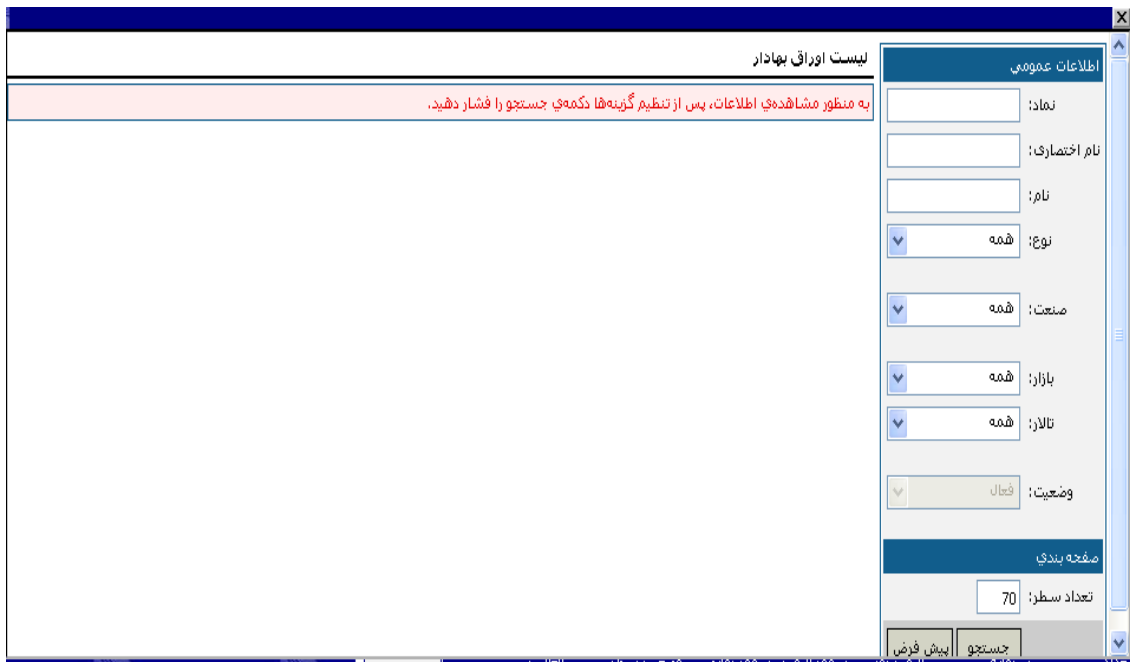 لیست اوراق بهادار
به منظور مشاهده‌ي اطلاعات، پس از تنظیم گزینه‌ها دکمه‌ي جستجو را فشار دهید.
اطلاعات عمومي
نماد:
نام اختصاری:
نام:
نوع: همه
صنعت: همه
بازار: همه
تالار: همه
وضعیت: فعال
صفحه بندي
تعداد سطر: 70
جستجو پیش فرض